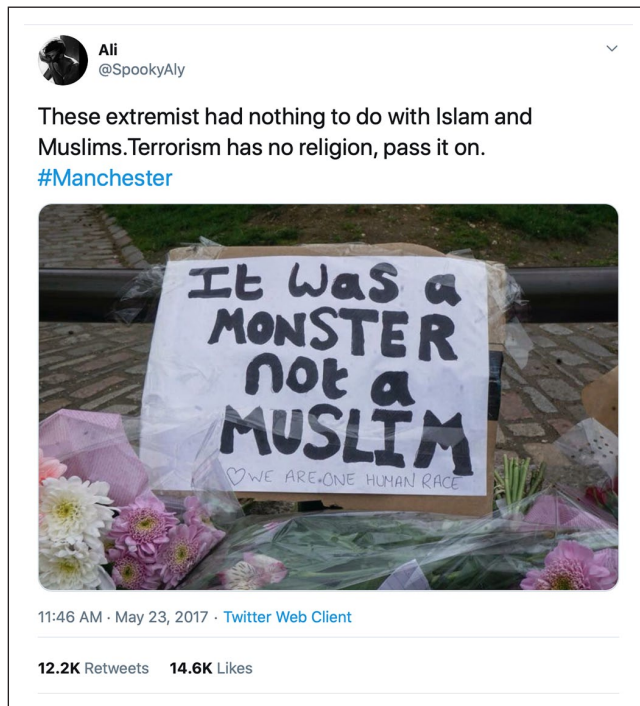 Ali
@SpookyAly
These extremist had nothing to do with Islam and
Muslims.Terrorism has no religion, pass it on.
#Manchester
It was a
MONSTER
not a
MUSLIM
♡WE ARE ONE HUMAN RACE
11:46 AM · May 23, 2017 · Twitter Web Client
12.2K Retweets 14.6K Likes